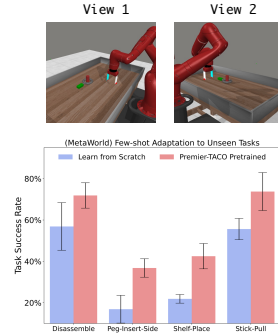 View 1
View 2
(MetaWorld) Few-shot Adaptation to Unseen Tasks
Learn from Scratch
Premier-TACO Pretrained
Task Success Rate
80%
60%
40%
20%
Disassemble
Peg-Insert-Side
Shelf-Place
Stick-Pull